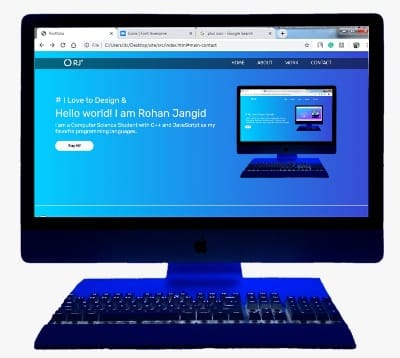 Portfolio
Icons | Font Awesome
plus icon - Google Search
File | C:/Users/dc/Desktop/site/src/index.html#main-contact
RJ
HOME ABOUT WORK CONTACT
# I Love to Design &
Hello world! I am Rohan Jangid
I am a Computer Science Student with C++ and JavaScript as my
favorite programming languages.
Say Hi!